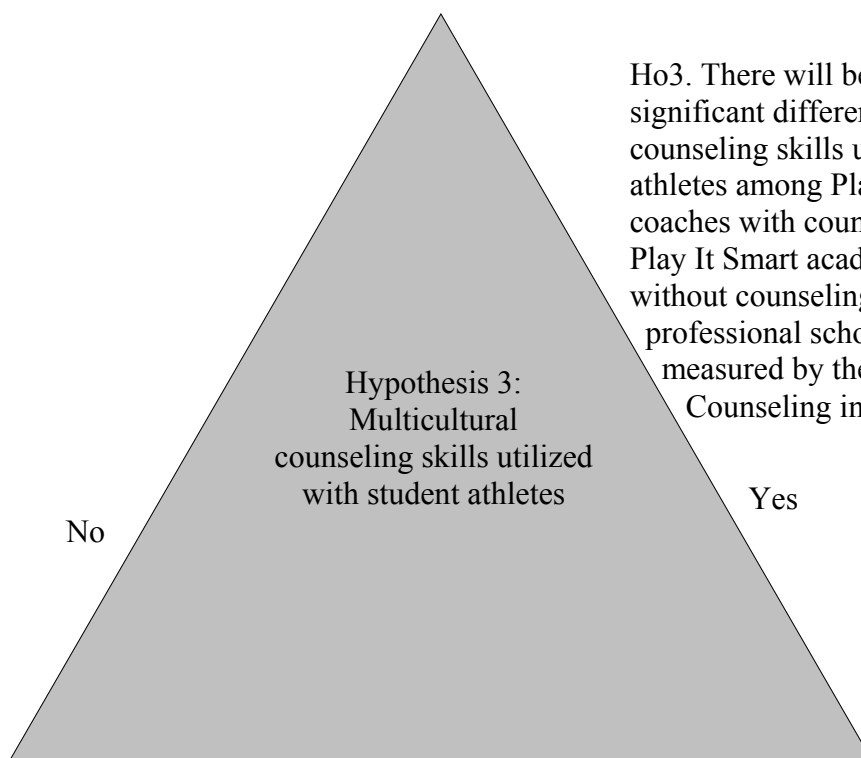 Ho3. There will be
significant differe
counseling skills u
athletes among Pla
coaches with coun
Play It Smart acad
without counseling
professional scho
measured by the
Counseling in
Hypothesis 3:
Multicultural
counseling skills utilized
with student athletes
No
Yes